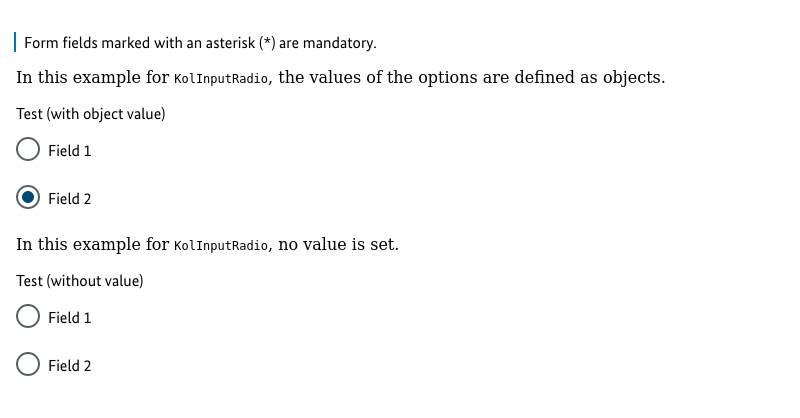 Form fields marked with an asterisk (*) are mandatory.
In this example for KolInputRadio, the values of the options are defined as objects.
Test (with object value)
Field 1
Field 2
In this example for KolInputRadio, no value is set.
Test (without value)
Field 1
Field 2